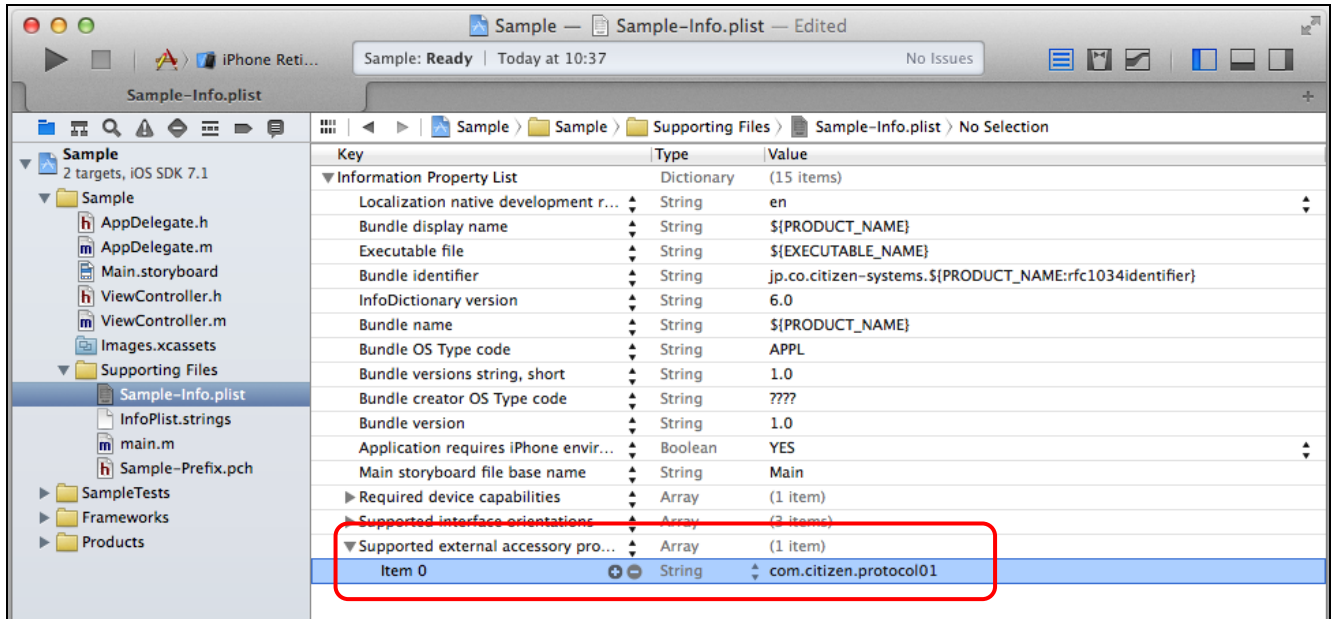 Sample — Sample-Info.plist — Edited
iPhone Reti...
Sample: Ready | Today at 10:37
No Issues
Sample-Info.plist
Sample 〉 Sample 〉 Supporting Files 〉 Sample-Info.plist 〉 No Selection
Sample
2 targets, iOS SDK 7.1
Sample
h AppDelegate.h
m AppDelegate.m
Main.storyboard
h ViewController.h
m ViewController.m
Images.xcassets
Supporting Files
Sample-Info.plist
InfoPlist.strings
m main.m
h Sample-Prefix.pch
SampleTests
Frameworks
Products
Key Type Value
Information Property List Dictionary (15 items)
Localization native development r... String en
Bundle display name String ${PRODUCT_NAME}
Executable file String ${EXECUTABLE_NAME}
Bundle identifier String jp.co.citizen-systems.${PRODUCT_NAME:rfc1034identifier}
InfoDictionary version String 6.0
Bundle name String ${PRODUCT_NAME}
Bundle OS Type code String APPL
Bundle versions string, short String 1.0
Bundle creator OS Type code String ????
Bundle version String 1.0
Application requires iPhone envir... Boolean YES
Main storyboard file base name String Main
Required device capabilities Array (1 item)
Supported interface orientations Array (3 items)
Supported external accessory pro... Array (1 item)
Item 0 String com.citizen.protocol01